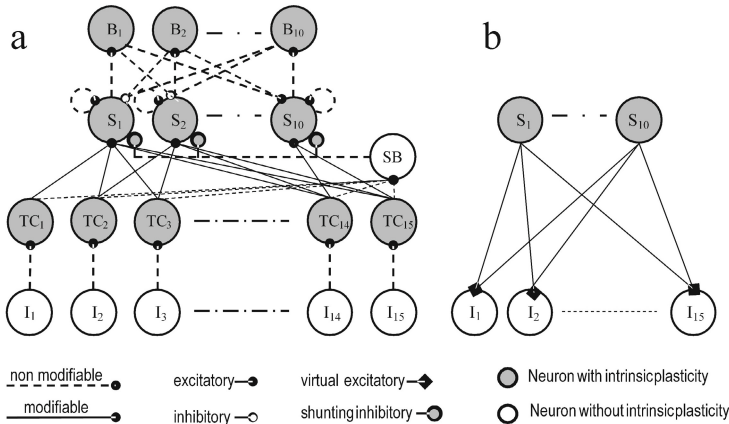 a
b
B1 B2 B10
S1 S2 S10
S1 S10
SB
TC1 TC2 TC3 TC14 TC15
I1 I2 I3 I14 I15
I1 I2 I15
non modifiable
modifiable
excitatory
inhibitory
virtual excitatory
shunting inhibitory
Neuron with intrinsic plasticity
Neuron without intrinsic plasticity